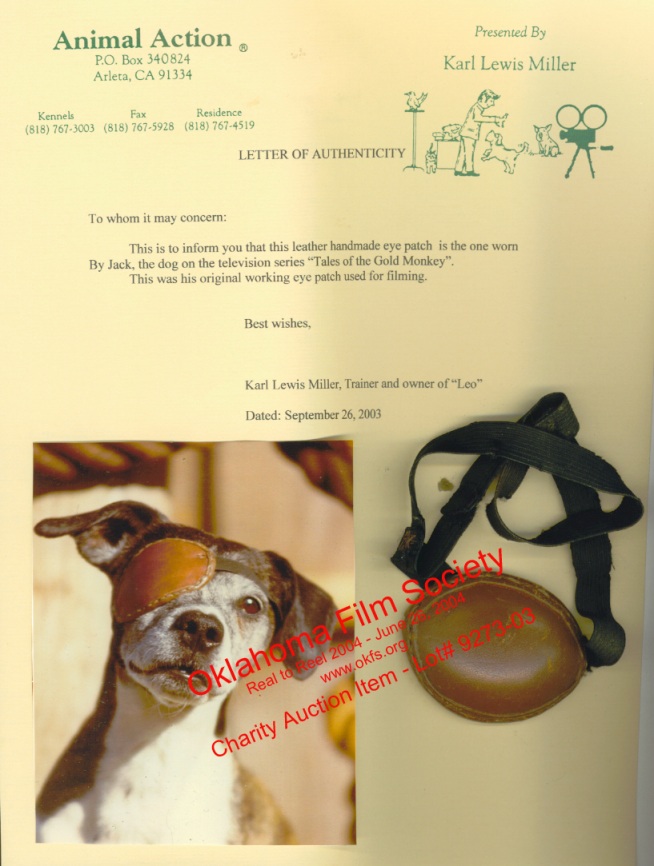 Animal Action ®
P.O. Box 340824
Arleta, CA 91334
Kennels Fax Residence
(818) 767-3003 (818) 767-5928 (818) 767-4519
Presented By
Karl Lewis Miller
LETTER OF AUTHENTICITY
To whom it may concern:
This is to inform you that this leather handmade eye patch is the one worn
By Jack, the dog on the television series “Tales of the Gold Monkey”.
This was his original working eye patch used for filming.
Best wishes,
Karl Lewis Miller, Trainer and owner of “Leo”
Dated: September 26, 2003
Oklahoma Film Society
Real to Reel 2004 - June 26, 2004
www.okfs.org
Charity Auction Item - Lot# 9273-03